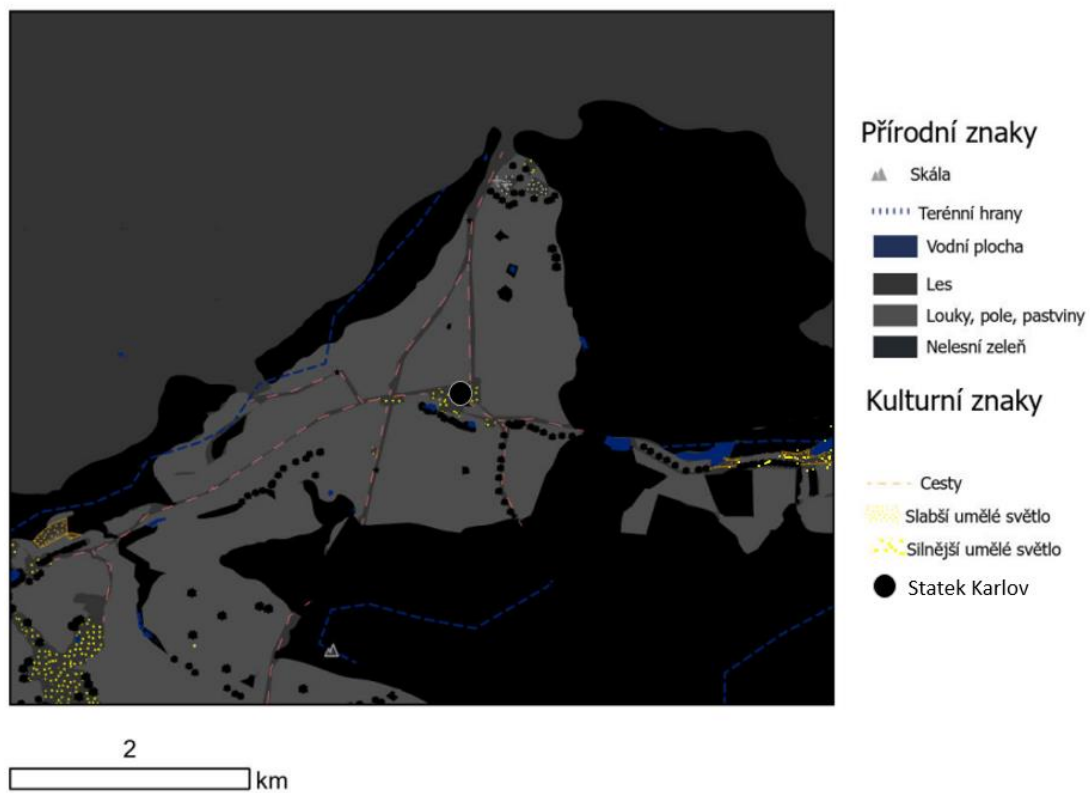 Přírodní znaky
Skála
Terénní hrany
Vodní plocha
Les
Louky, pole, pastviny
Nelesní zeleň
Kulturní znaky
Cesty
Slabší umělé světlo
Silnější umělé světlo
Statek Karlov
2
km